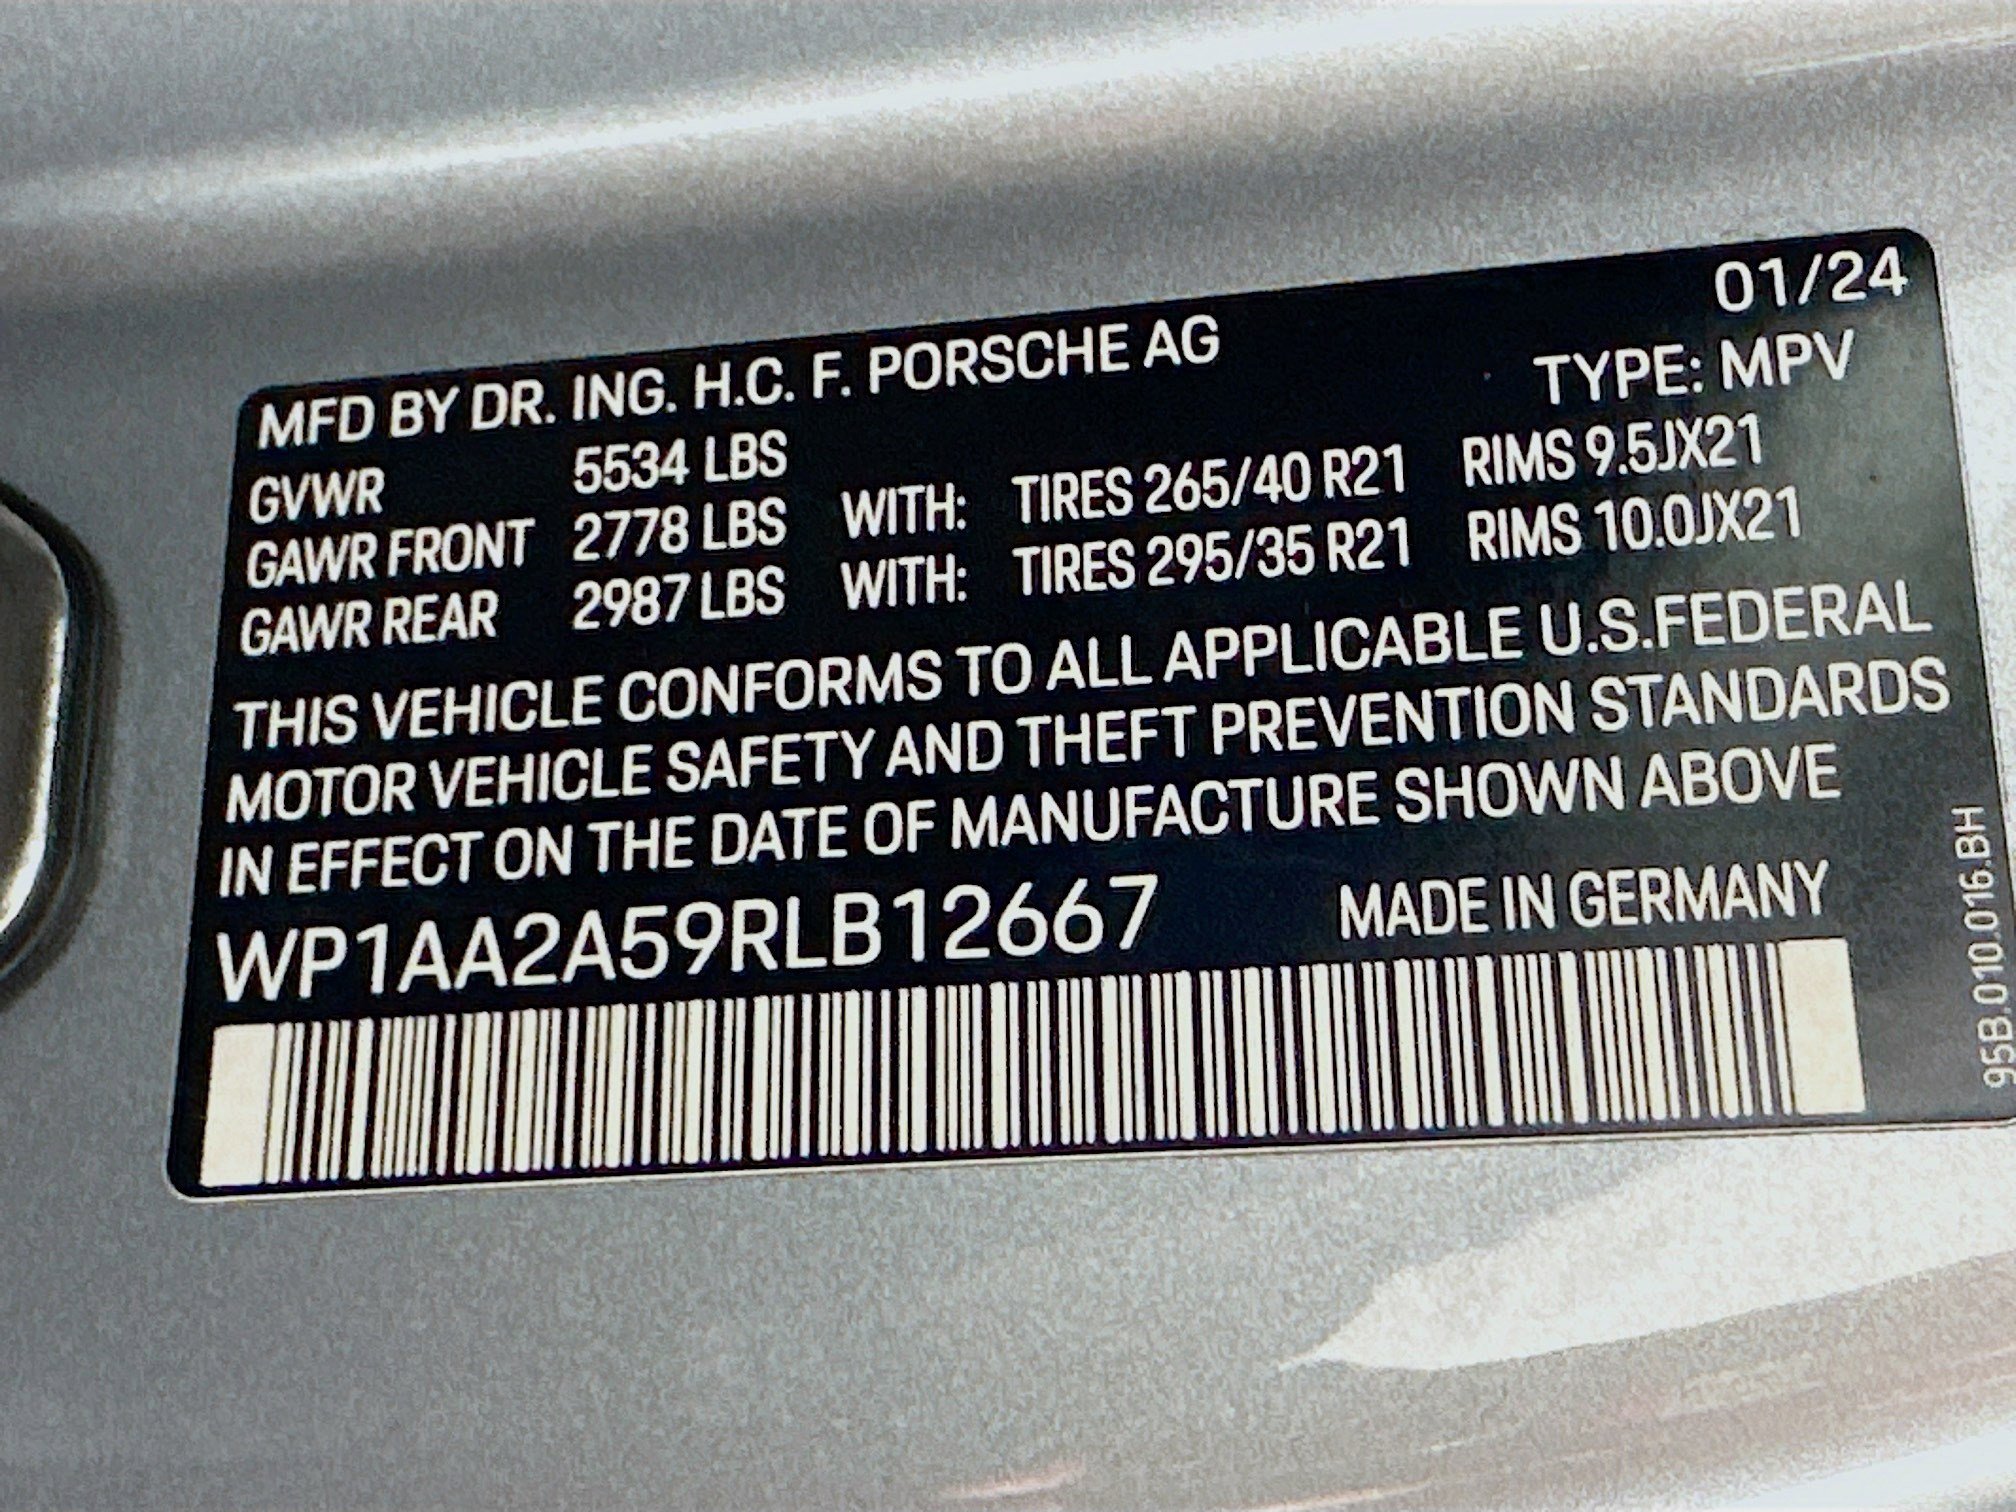 01/24
MFD BY DR. ING. H.C. F. PORSCHE AG TYPE: MPV
GVWR 5534 LBS
GAWR FRONT 2778 LBS WITH: TIRES 265/40 R21 RIMS 9.5JX21
GAWR REAR 2987 LBS WITH: TIRES 295/35 R21 RIMS 10.0JX21
THIS VEHICLE CONFORMS TO ALL APPLICABLE U.S.FEDERAL
MOTOR VEHICLE SAFETY AND THEFT PREVENTION STANDARDS
IN EFFECT ON THE DATE OF MANUFACTURE SHOWN ABOVE
WP1AA2A59RLB12667 MADE IN GERMANY
95B.010.016.BH